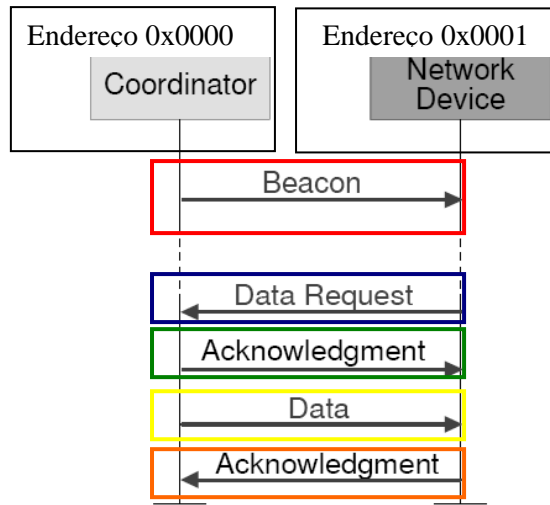 Endereço 0x0000
Coordinator
Endereço 0x0001
Network
Device
Beacon
Data Request
Acknowledgment
Data
Acknowledgment